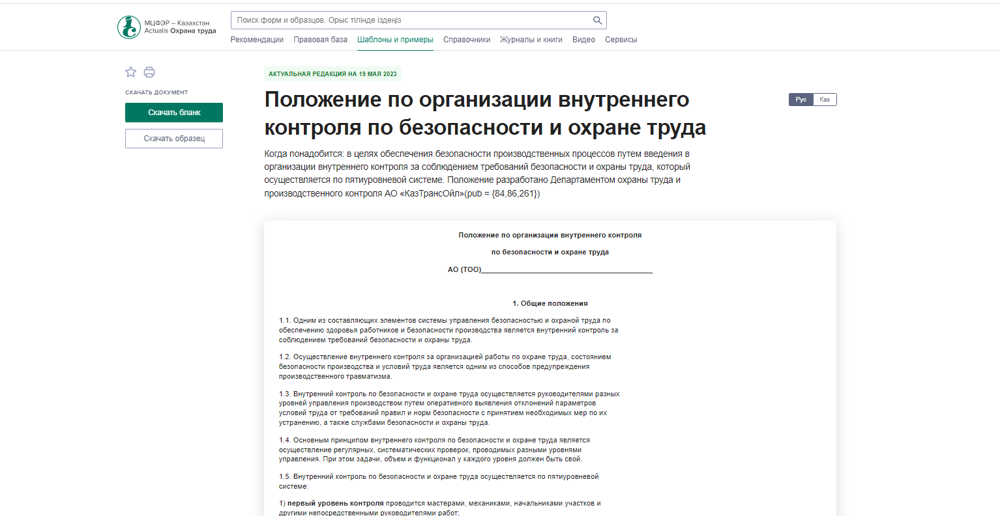 МЦФЭР – Казахстан
Actualis Охрана труда
Поиск форм и образцов. Орыс тілінде іздеңіз
Рекомендации Правовая база Шаблоны и примеры Справочники Журналы и книги Видео Сервисы
СКАЧАТЬ ДОКУМЕНТ
Скачать бланк
Скачать образец
АКТУАЛЬНАЯ РЕДАКЦИЯ НА 19 МАЯ 2023
Положение по организации внутреннего
контроля по безопасности и охране труда
Рус Каз
Когда понадобится: в целях обеспечения безопасности производственных процессов путем введения в
организации внутреннего контроля за соблюдением требований безопасности и охраны труда, который
осуществляется по пятиуровневой системе. Положение разработано Департаментом охраны труда и
производственного контроля АО «КазТрансОйл»(pub = {84,86,261})
Положение по организации внутреннего контроля
по безопасности и охране труда
АО (ТОО)__________________________________________
1. Общие положения
1.1. Одним из составляющих элементов системы управления безопасностью и охраной труда по
обеспечению здоровья работников и безопасности производства является внутренний контроль за
соблюдением требований безопасности и охраны труда.
1.2. Осуществление внутреннего контроля за организацией работы по охране труда, состоянием
безопасности производства и условий труда является одним из способов предупреждения
производственного травматизма.
1.3. Внутренний контроль по безопасности и охране труда осуществляется руководителями разных
уровней управления производством путем оперативного выявления отклонений параметров
условий труда от требований правил и норм безопасности с принятием необходимых мер по их
устранению, а также службами безопасности и охраны труда.
1.4. Основным принципом внутреннего контроля по безопасности и охране труда является
осуществление регулярных, систематических проверок, проводимых разными уровнями
управления. При этом задачи, объем и функционал у каждого уровня должен быть свой.
1.5. Внутренний контроль по безопасности и охране труда осуществляется по пятиуровневой
системе:
1) первый уровень контроля проводится мастерами, механиками, начальниками участков и
другими непосредственными руководителями работ;